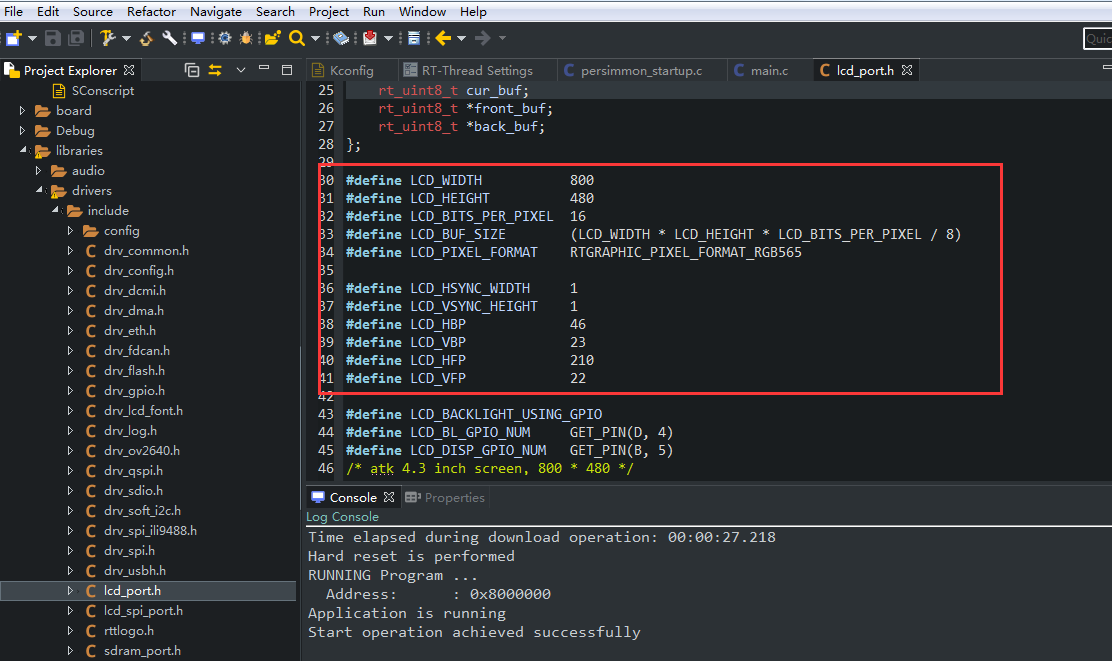 File Edit Source Refactor Navigate Search Project Run Window Help
Quic
Project Explorer
Kconfig RT-Thread Settings persimmon_startup.c main.c lcd_port.h
SConscript
board
Debug
libraries
audio
drivers
include
config
drv_common.h
drv_config.h
drv_dcmi.h
drv_dma.h
drv_eth.h
drv_fdcan.h
drv_flash.h
drv_gpio.h
drv_lcd_font.h
drv_log.h
drv_ov2640.h
drv_qspi.h
drv_sdio.h
drv_soft_i2c.h
drv_spi_ili9488.h
drv_spi.h
drv_usbh.h
lcd_port.h
lcd_spi_port.h
rttlogo.h
sdram_port.h
25 rt_uint8_t cur_buf;
26 rt_uint8_t *front_buf;
27 rt_uint8_t *back_buf;
28 };
29
30 #define LCD_WIDTH 800
31 #define LCD_HEIGHT 480
32 #define LCD_BITS_PER_PIXEL 16
33 #define LCD_BUF_SIZE (LCD_WIDTH * LCD_HEIGHT * LCD_BITS_PER_PIXEL / 8)
34 #define LCD_PIXEL_FORMAT RTGRAPHIC_PIXEL_FORMAT_RGB565
35
36 #define LCD_HSYNC_WIDTH 1
37 #define LCD_VSYNC_HEIGHT 1
38 #define LCD_HBP 46
39 #define LCD_VBP 23
40 #define LCD_HFP 210
41 #define LCD_VFP 22
42
43 #define LCD_BACKLIGHT_USING_GPIO
44 #define LCD_BL_GPIO_NUM GET_PIN(D, 4)
45 #define LCD_DISP_GPIO_NUM GET_PIN(B, 5)
46 /* atk 4.3 inch screen, 800 * 480 */
Console Properties
Log Console
Time elapsed during download operation: 00:00:27.218
Hard reset is performed
RUNNING Program ...
Address: : 0x8000000
Application is running
Start operation achieved successfully